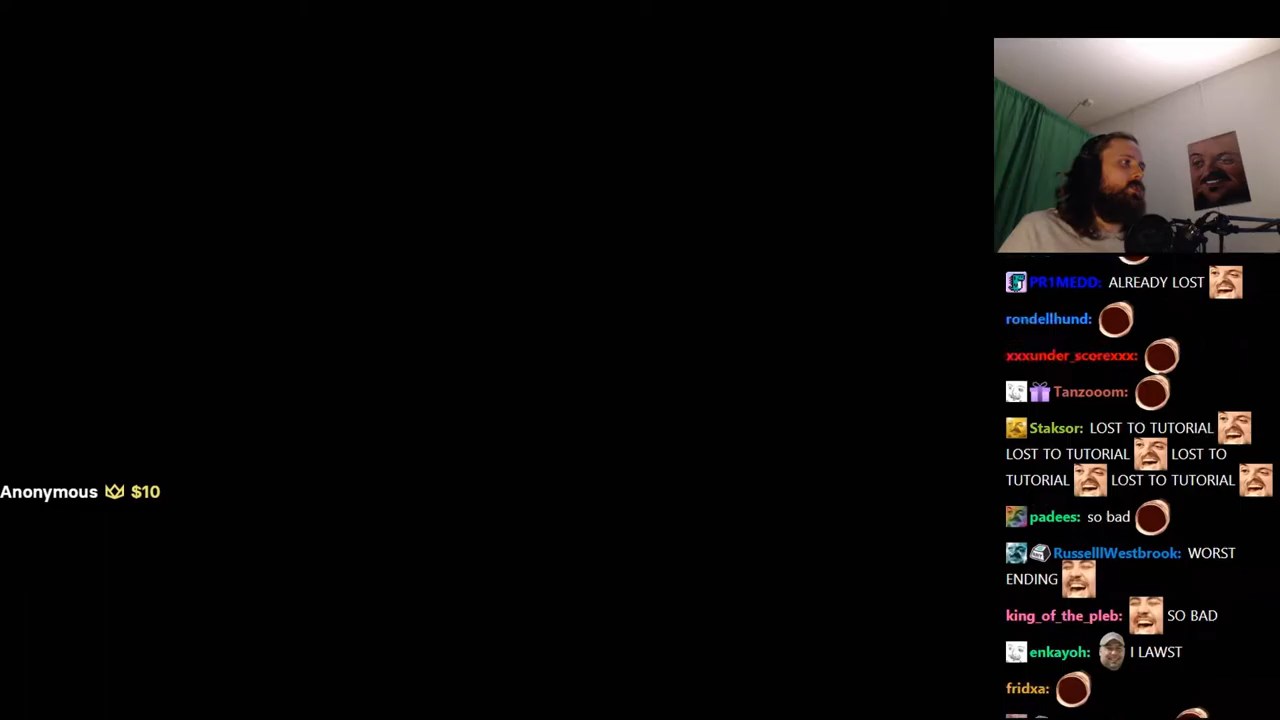 PR1MEDD: ALREADY LOST
rondellhund:
xxxunder_scorexxx:
Tanzooom:
Staksor: LOST TO TUTORIAL
LOST TO TUTORIAL LOST TO
TUTORIAL LOST TO TUTORIAL
Anonymous $10
padees: so bad
RusselllWestbrook: WORST
ENDING
king_of_the_pleb: SO BAD
enkayoh: I LAWST
fridxa: